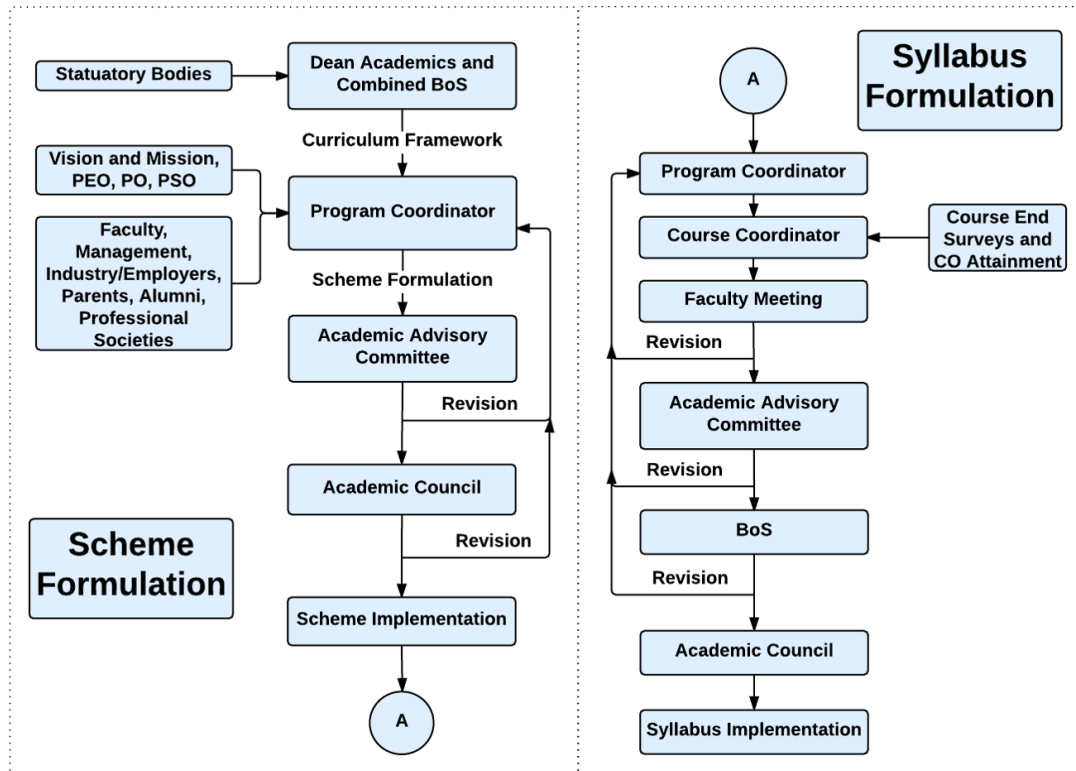 Statuatory Bodies
Dean Academics and
Combined BoS
Curriculum Framework
Vision and Mission,
PEO, PO, PSO
Program Coordinator
Faculty,
Management,
Industry/Employers,
Parents, Alumni,
Professional
Societies
Scheme Formulation
Academic Advisory
Committee
Revision
Academic Council
Revision
Scheme
Formulation
Scheme Implementation
A
Syllabus
Formulation
A
Program Coordinator
Course Coordinator
Course End
Surveys and
CO Attainment
Faculty Meeting
Revision
Academic Advisory
Committee
Revision
BoS
Revision
Academic Council
Syllabus Implementation